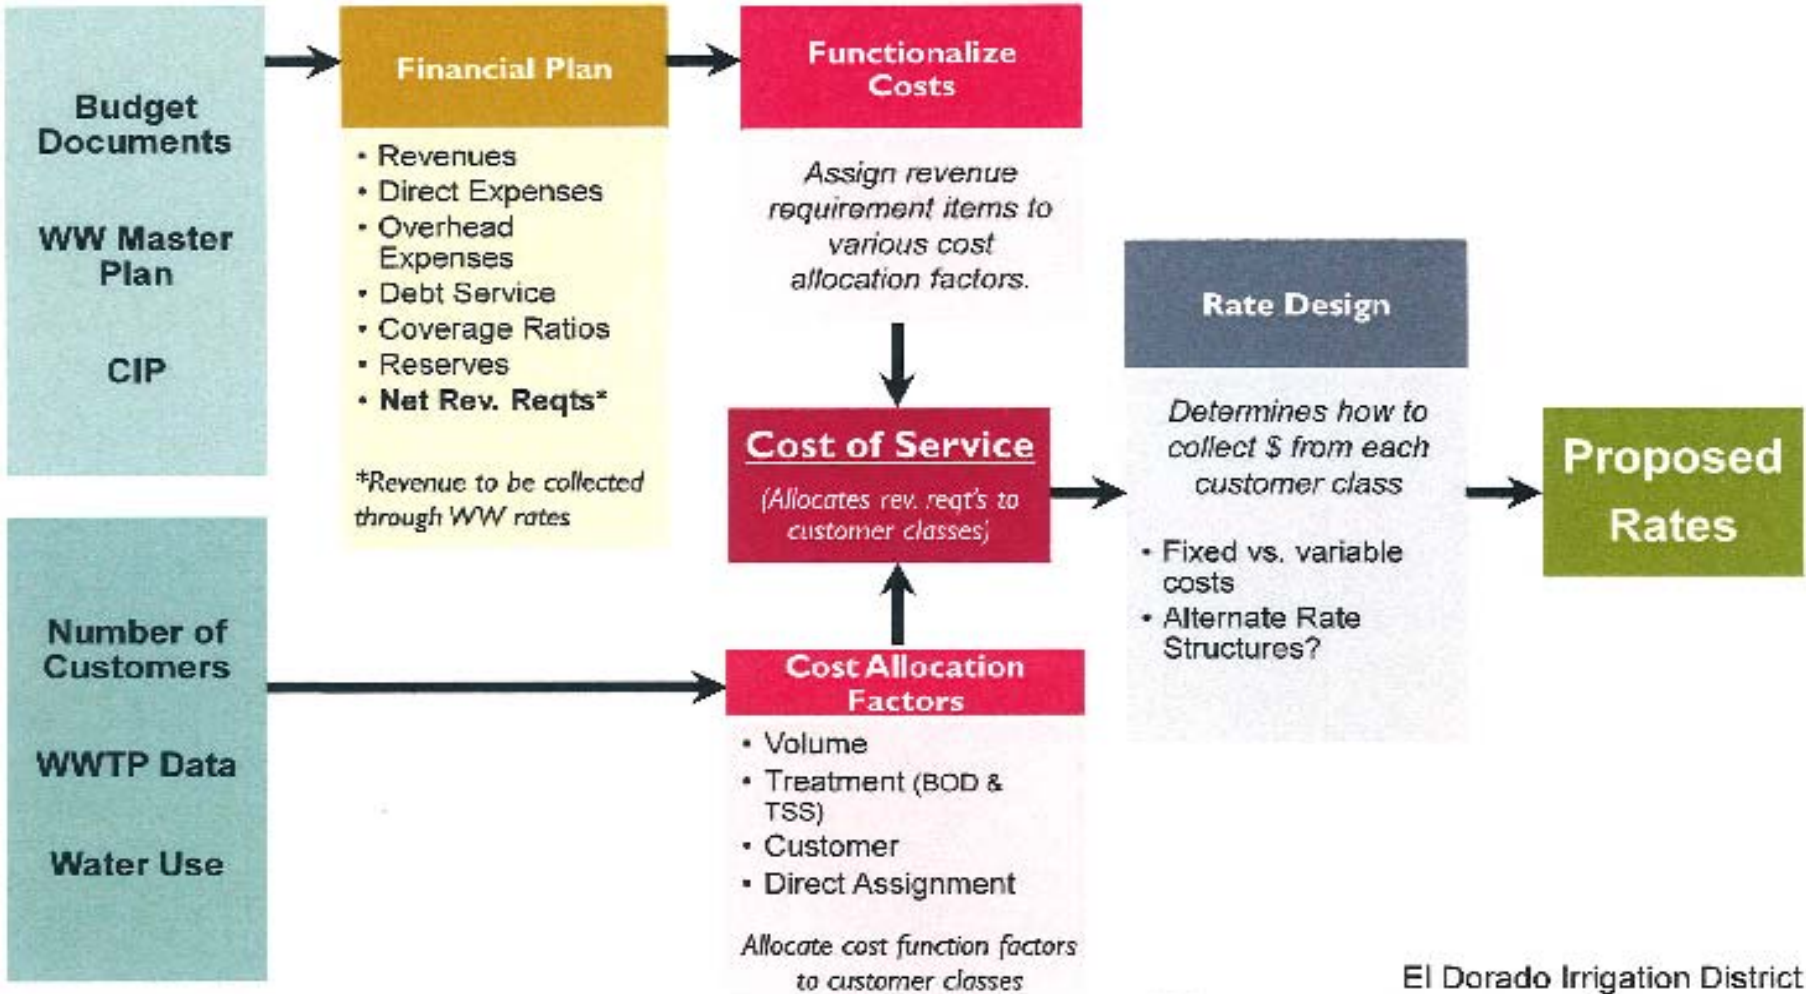 Budget
Documents
WW Master
Plan
CIP
Financial Plan
• Revenues
• Direct Expenses
• Overhead
Expenses
• Debt Service
• Coverage Ratios
• Reserves
• Net Rev. Reqts*
*Revenue to be collected
through WW rates
Functionalize
Costs
Assign revenue
requirement items to
various cost
allocation factors.
Number of
Customers
WWTP Data
Water Use
Cost Allocation
Factors
• Volume
• Treatment (BOD &
TSS)
• Customer
• Direct Assignment
Allocate cost function factors
to customer classes
Cost of Service
(Allocates rev. reqt's to
customer classes)
Rate Design
Determines how to
collect $ from each
customer class
• Fixed vs. variable
costs
• Alternate Rate
Structures?
Proposed
Rates
El Dorado Irrigation District